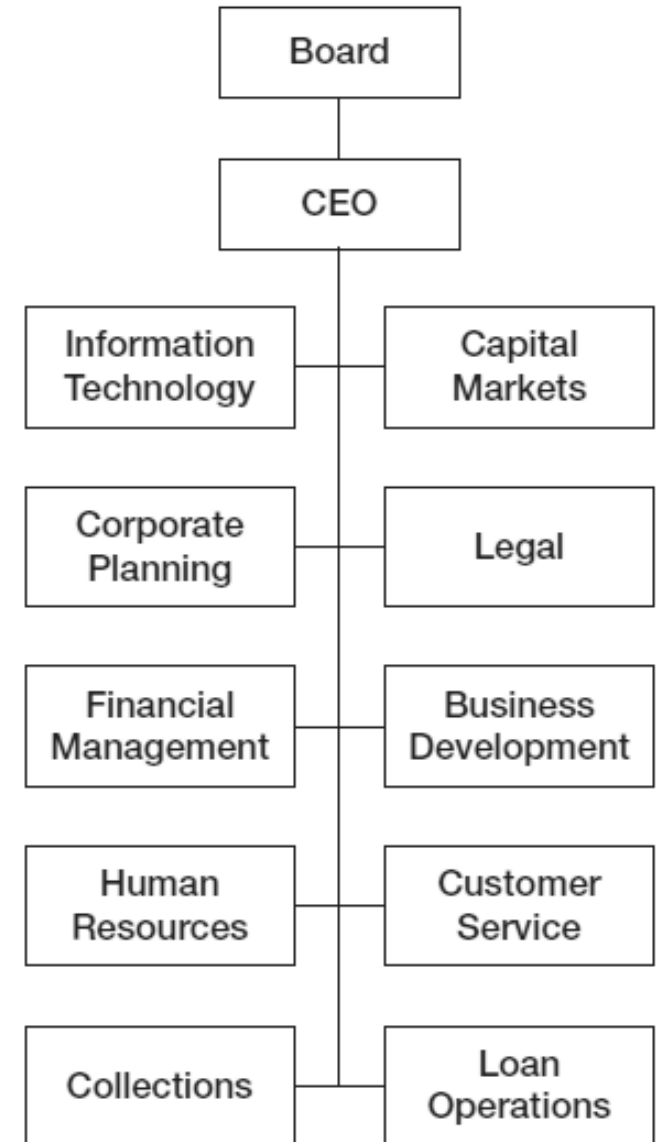 Board
CEO
Information
Technology
Capital
Markets
Corporate
Planning
Legal
Financial
Management
Business
Development
Human
Resources
Customer
Service
Collections
Loan
Operations